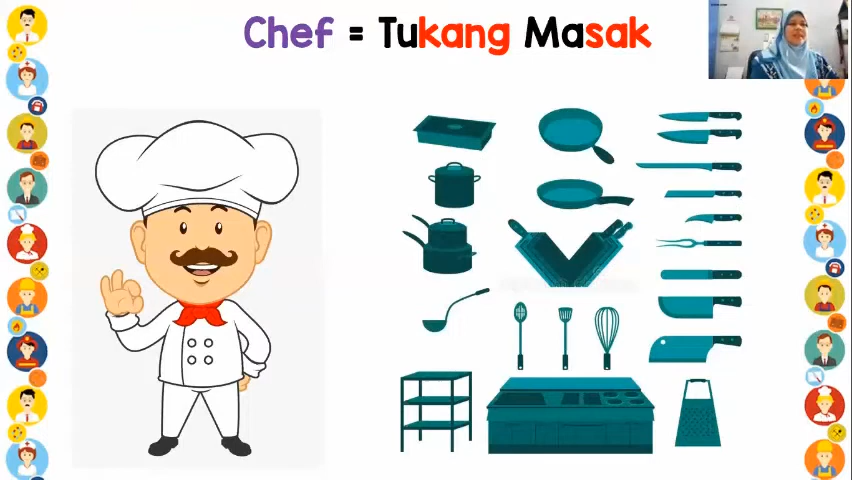 Chef = Tukang Masak